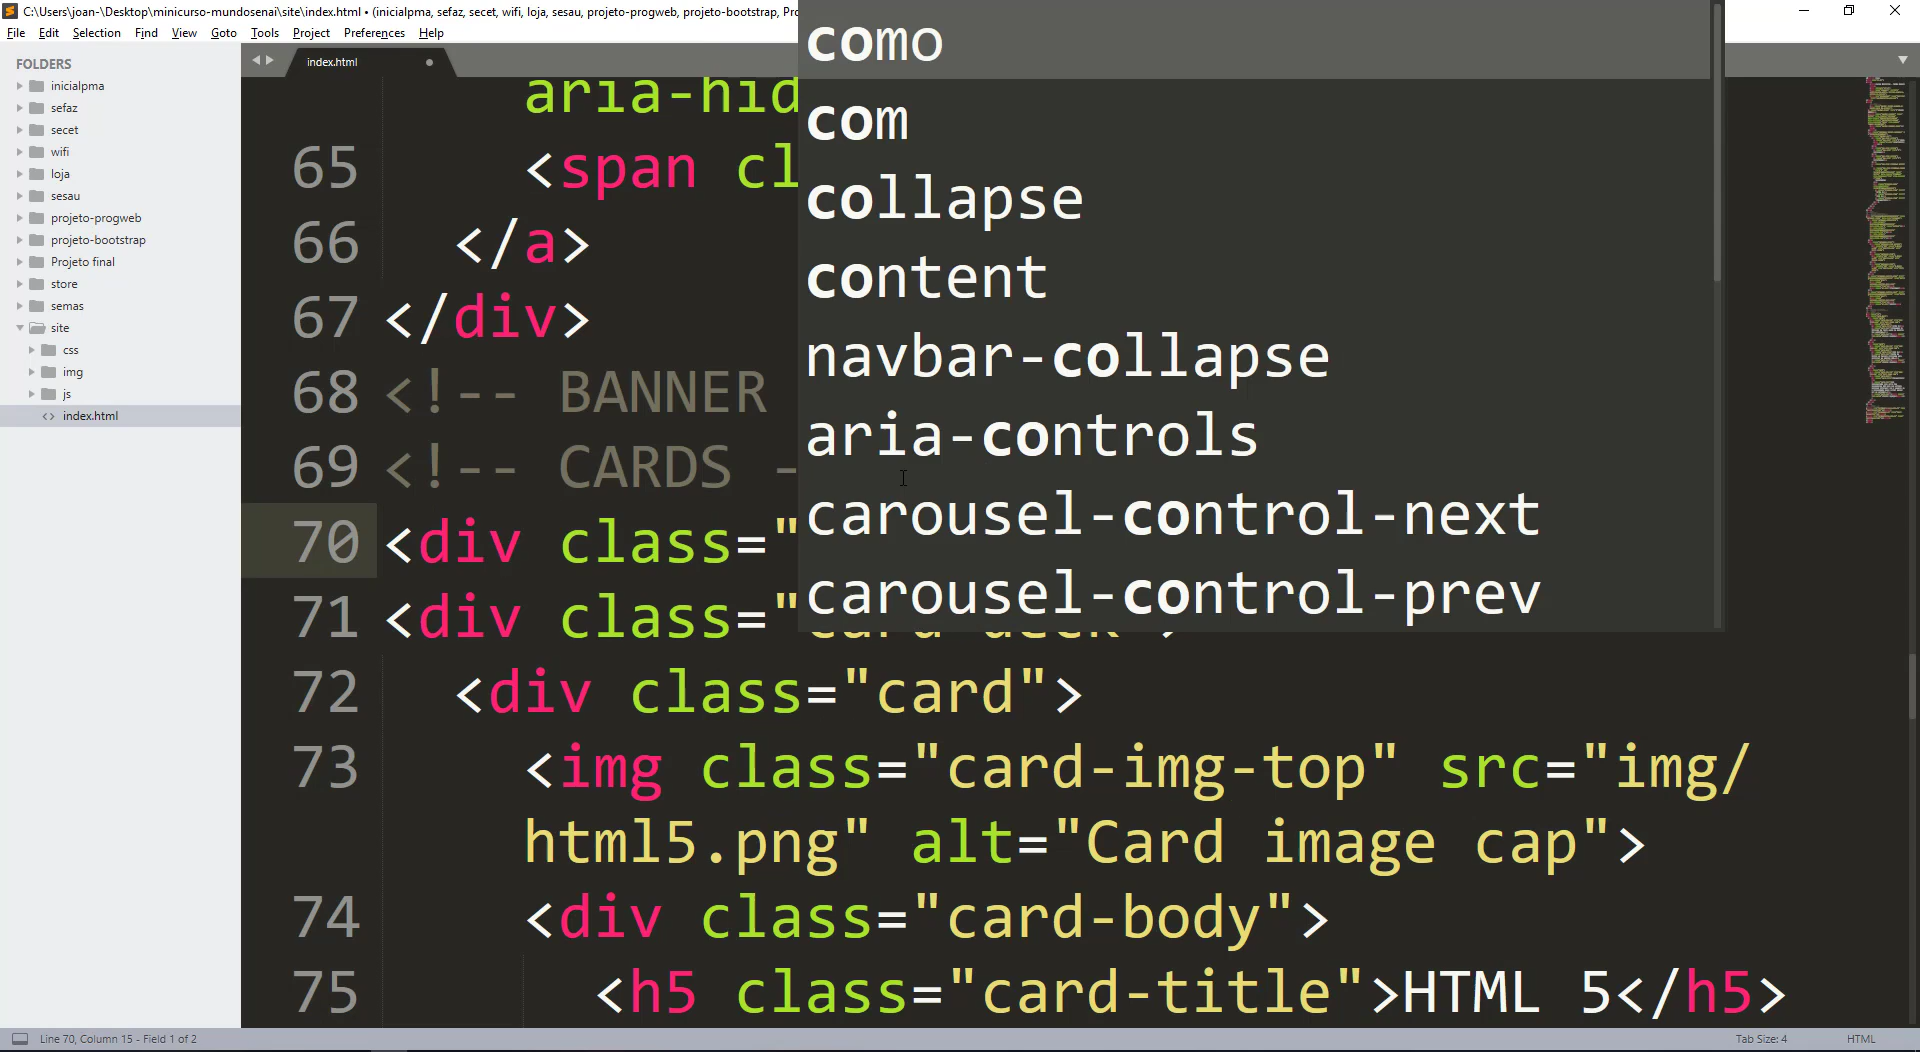 C:\Users\joan-\Desktop\minicurso-mundosenai\site\index.html • (inicialpma, sefaz, secet, wifi, loja, sesau, projeto-progweb, projeto-bootstrap, Pro
File Edit Selection Find View Goto Tools Project Preferences Help
FOLDERS
inicialpma
sefaz
secet
wifi
loja
sesau
projeto-progweb
projeto-bootstrap
Projeto final
store
semas
site
css
img
js
<> index.html
index.html
aria-hid
65 <span cl
66 </a>
67 </div>
68 <!-- BANNER
69 <!-- CARDS -
70 <div class="
71 <div class="card-deck">
72 <div class="card">
73 <img class="card-img-top" src="img/
html5.png" alt="Card image cap">
74 <div class="card-body">
75 <h5 class="card-title">HTML 5</h5>
como
com
collapse
content
navbar-collapse
aria-controls
carousel-control-next
carousel-control-prev
Line 70, Column 15 - Field 1 of 2
Tab Size: 4
HTML